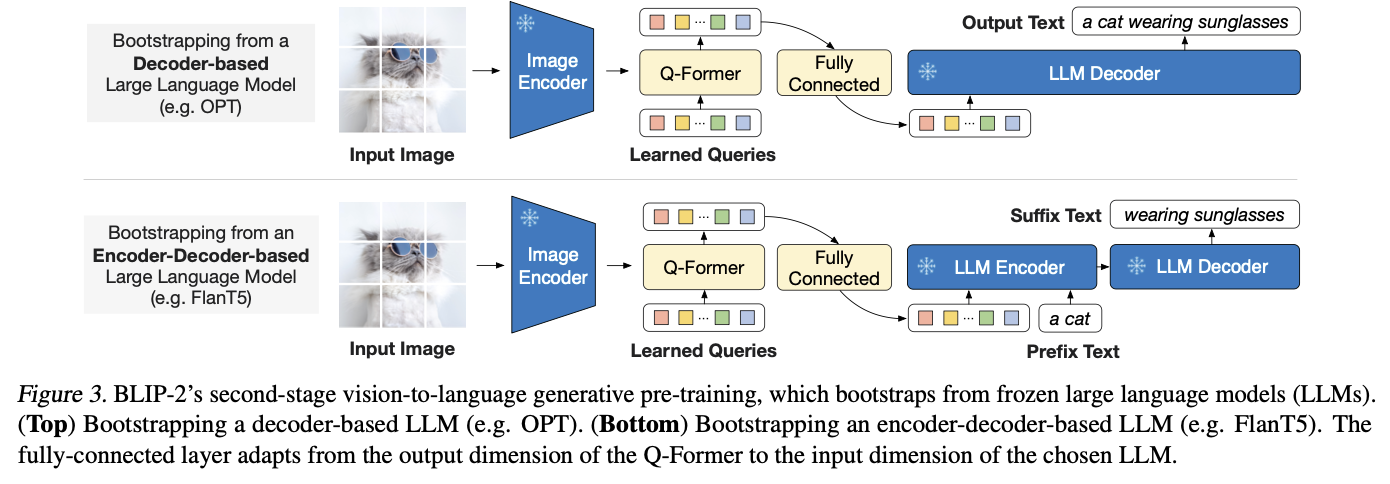 Bootstrapping from a
Decoder-based
Large Language Model
(e.g. OPT)
Input Image
Image
Encoder
Q-Former
Learned Queries
Fully
Connected
Output Text
a cat wearing sunglasses
LLM Decoder
Bootstrapping from an
Encoder-Decoder-based
Large Language Model
(e.g. FlanT5)
Input Image
Image
Encoder
Q-Former
Learned Queries
Fully
Connected
Suffix Text
wearing sunglasses
LLM Encoder
LLM Decoder
a cat
Prefix Text
Figure 3. BLIP-2's second-stage vision-to-language generative pre-training, which bootstraps from frozen large language models (LLMs).
(Top) Bootstrapping a decoder-based LLM (e.g. OPT). (Bottom) Bootstrapping an encoder-decoder-based LLM (e.g. FlanT5). The
fully-connected layer adapts from the output dimension of the Q-Former to the input dimension of the chosen LLM.